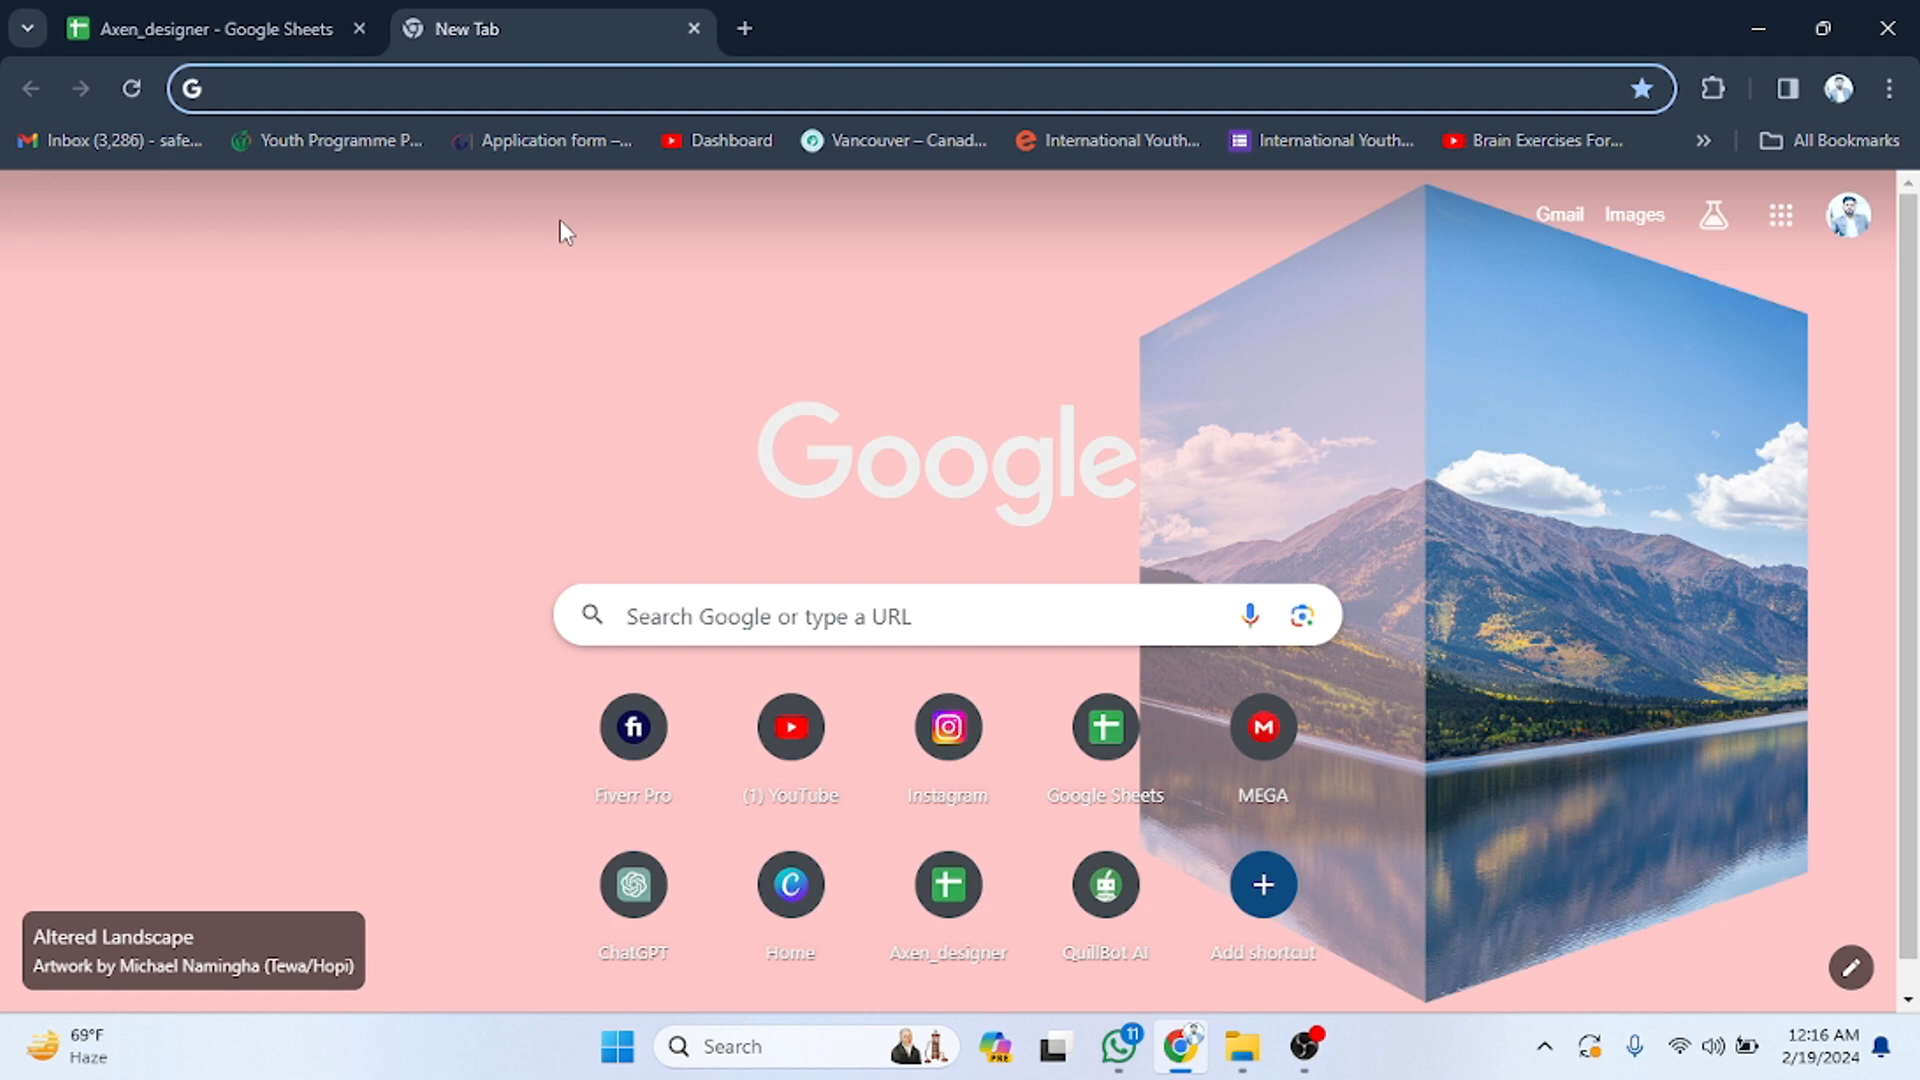 Axen_designer - Google Sheets
New Tab
Inbox (3,286) - safe...
Youth Programme P...
Application form –...
Dashboard
Vancouver – Canad...
International Youth...
International Youth...
Brain Exercises For...
All Bookmarks
Gmail
Images
Google
Search Google or type a URL
Fiverr Pro
(1) YouTube
Instagram
Google Sheets
MEGA
ChatGPT
Home
Axen_designer
QuillBot AI
Add shortcut
Altered Landscape
Artwork by Michael Namingha (Tewa/Hopi)
69°F
Haze
Search
PRE
11
12:16 AM
2/19/2024